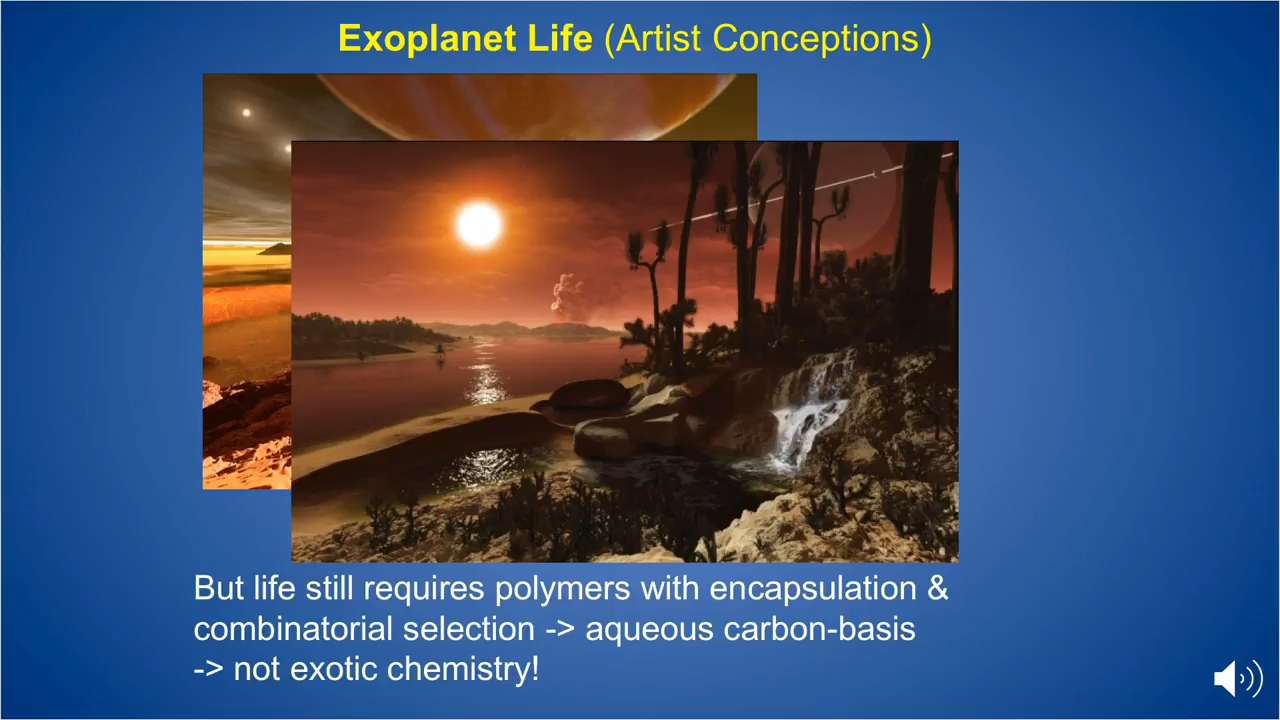 Exoplanet Life (Artist Conceptions)
But life still requires polymers with encapsulation &
combinatorial selection -> aqueous carbon-basis
-> not exotic chemistry!